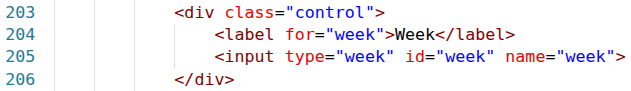 203 <div class="control">
204 <label for="week">Week</label>
205 <input type="week" id="week" name="week">
206 </div>